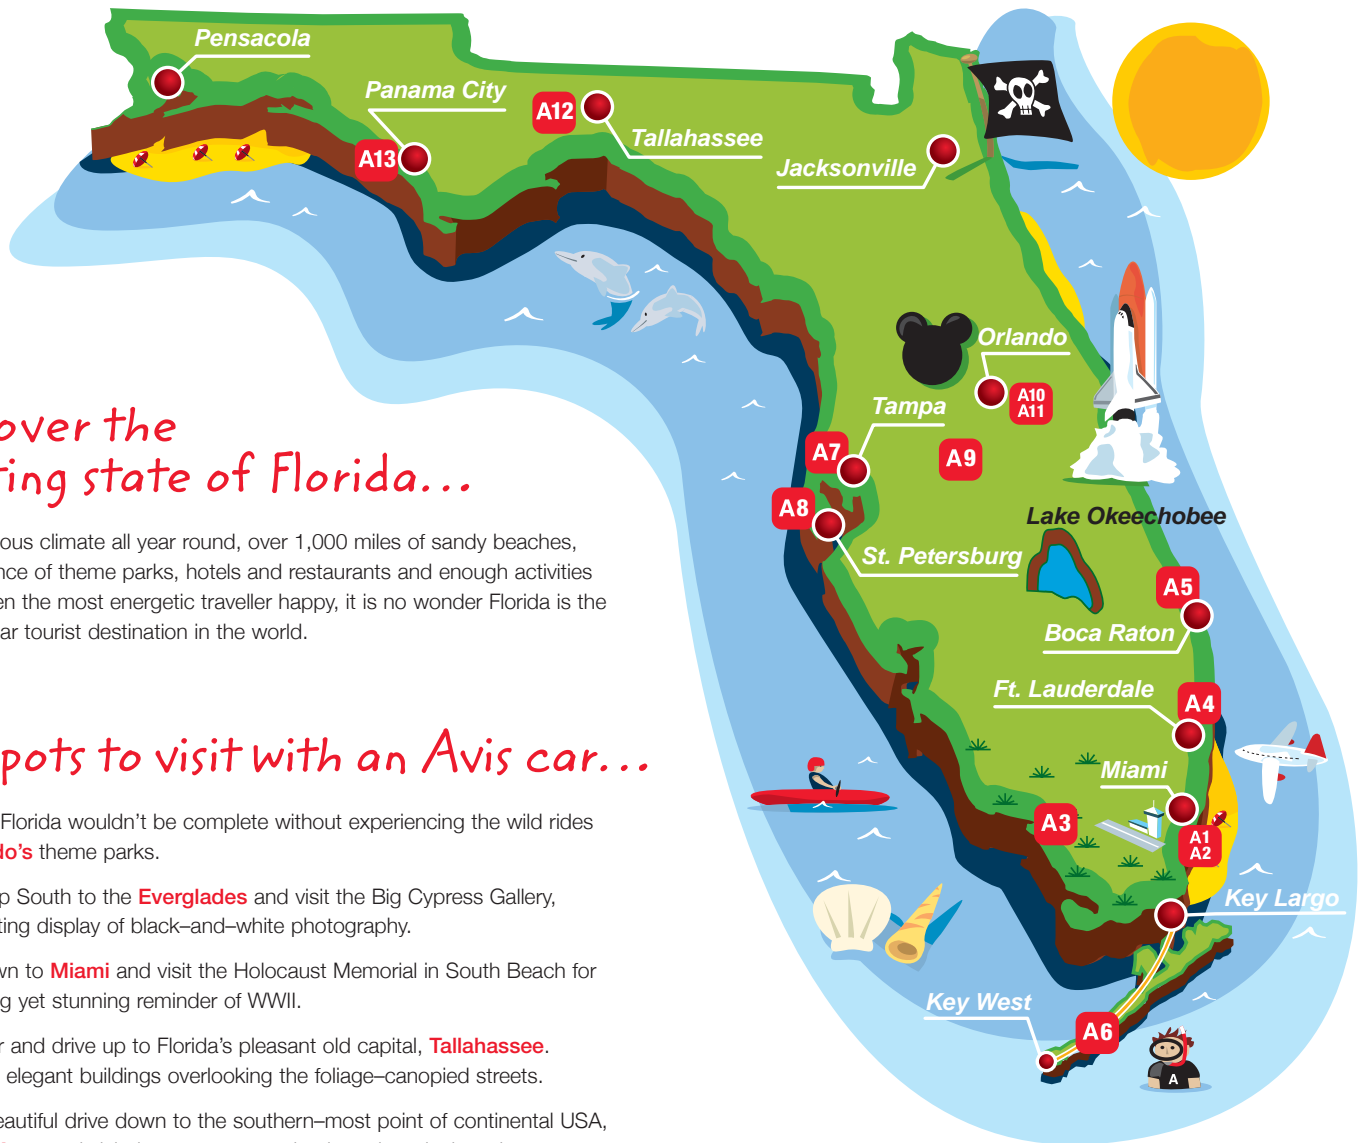 Pensacola
Panama City
A12
A13
Tallahassee
Jacksonville
Orlando
A10
A11
Tampa
A7
A9
A8
St. Petersburg
Lake Okeechobee
A5
Boca Raton
Ft. Lauderdale
A4
Miami
A3
A1
A2
Key Largo
Key West
A6
A
over the
ing state of Florida...
ous climate all year round, over 1,000 miles of sandy beaches,
nce of theme parks, hotels and restaurants and enough activities
en the most energetic traveller happy, it is no wonder Florida is the
ar tourist destination in the world.
pots to visit with an Avis car...
Florida wouldn't be complete without experiencing the wild rides
do's theme parks.
p South to the Everglades and visit the Big Cypress Gallery,
ting display of black–and–white photography.
wn to Miami and visit the Holocaust Memorial in South Beach for
g yet stunning reminder of WWII.
r and drive up to Florida's pleasant old capital, Tallahassee.
elegant buildings overlooking the foliage–canopied streets.
eautiful drive down to the southern–most point of continental USA,